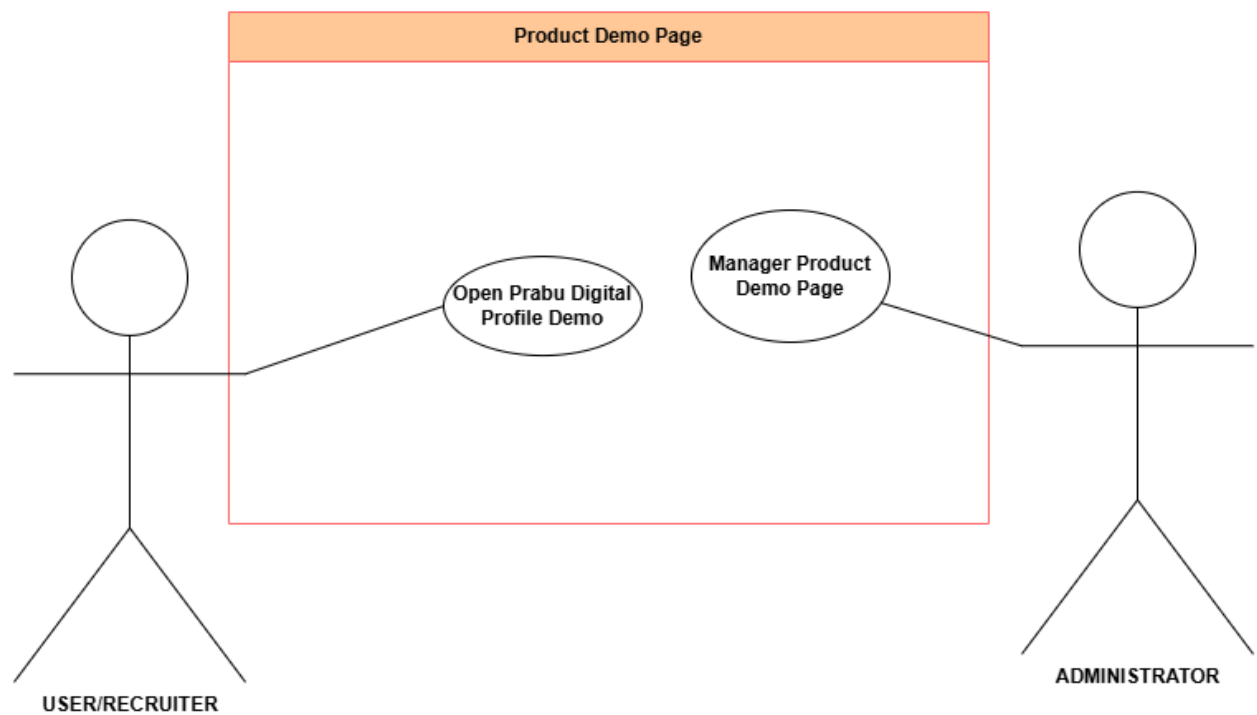 Product Demo Page
Open Prabu Digital
Profile Demo
Manager Product
Demo Page
USER/RECRUITER
ADMINISTRATOR